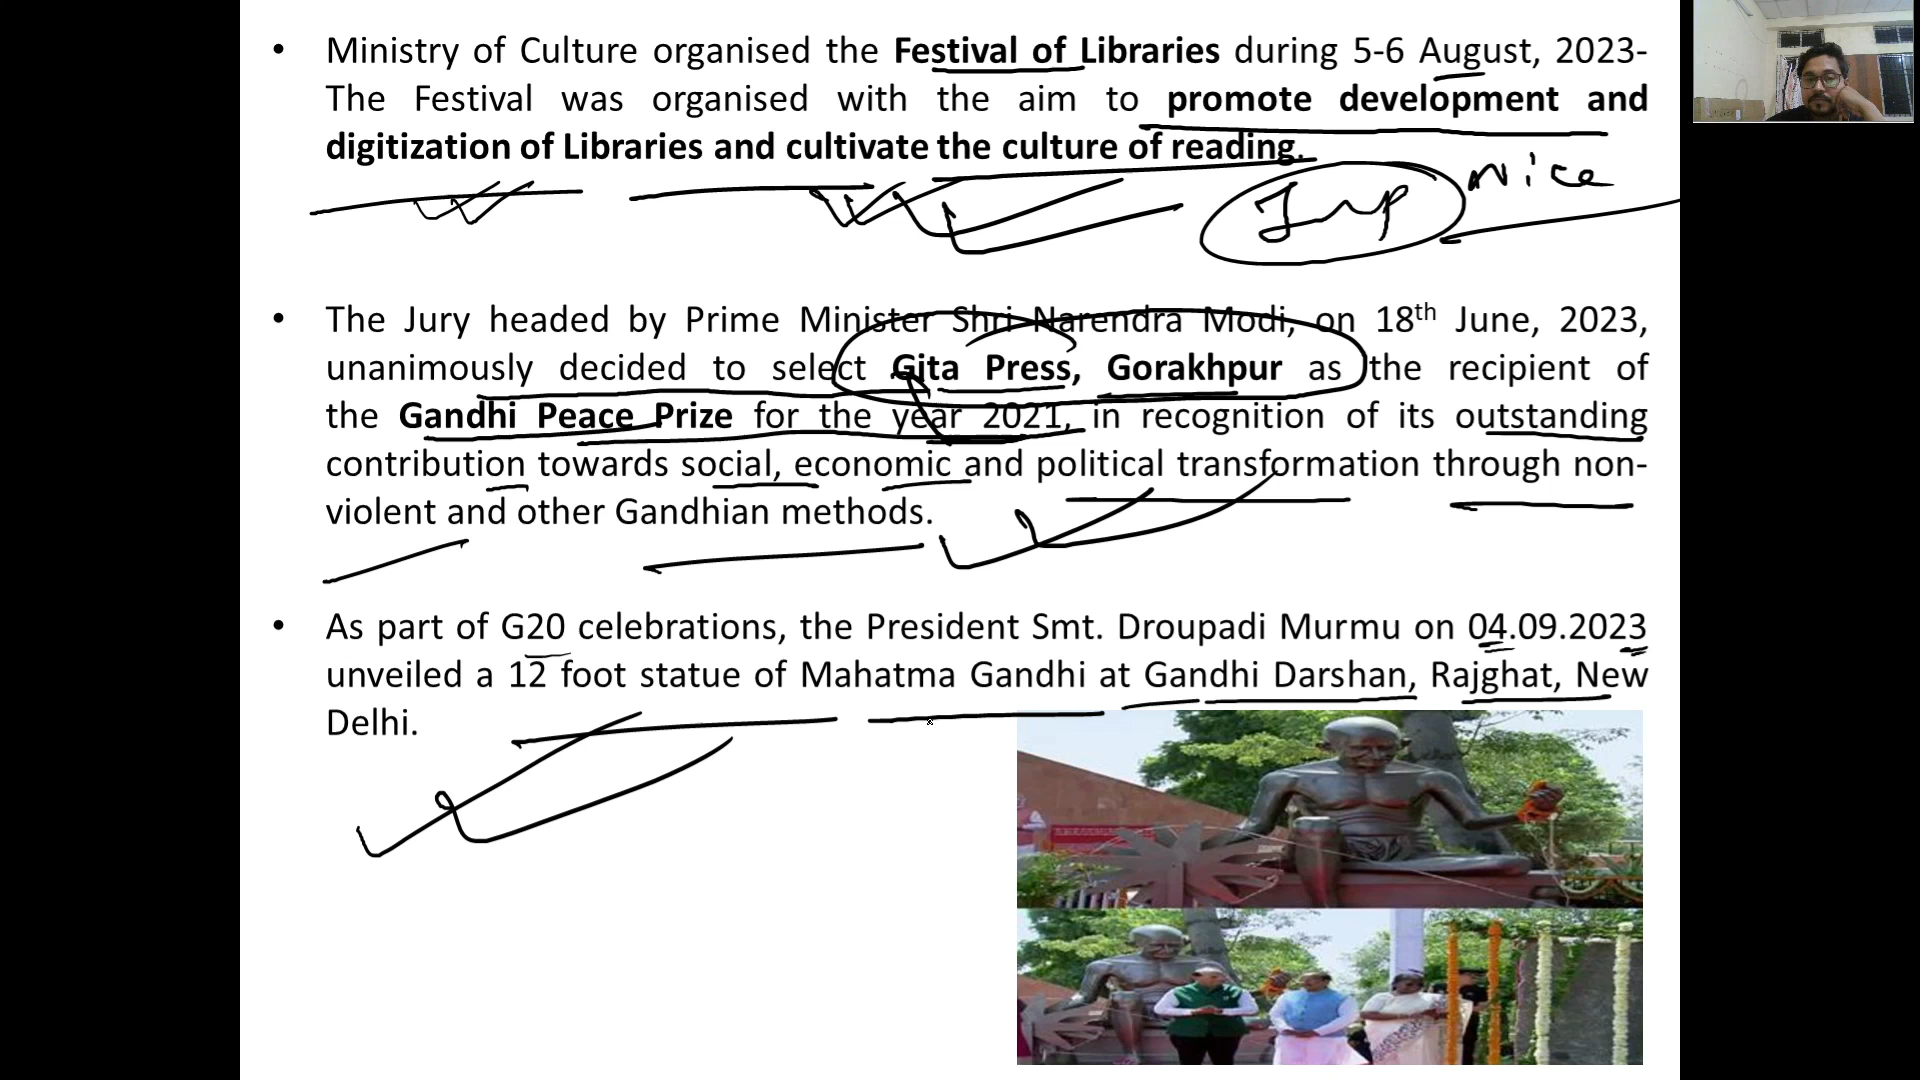 • Ministry of Culture organised the Festival of Libraries during 5-6 August, 2023-
The Festival was organised with the aim to promote development and
digitization of Libraries and cultivate the culture of reading.
Imp nice
• The Jury headed by Prime Minister Shri Narendra Modi, on 18th June, 2023,
unanimously decided to select Gita Press, Gorakhpur as the recipient of
the Gandhi Peace Prize for the year 2021, in recognition of its outstanding
contribution towards social, economic and political transformation through non-
violent and other Gandhian methods.
• As part of G20 celebrations, the President Smt. Droupadi Murmu on 04.09.2023
unveiled a 12 foot statue of Mahatma Gandhi at Gandhi Darshan, Rajghat, New
Delhi.